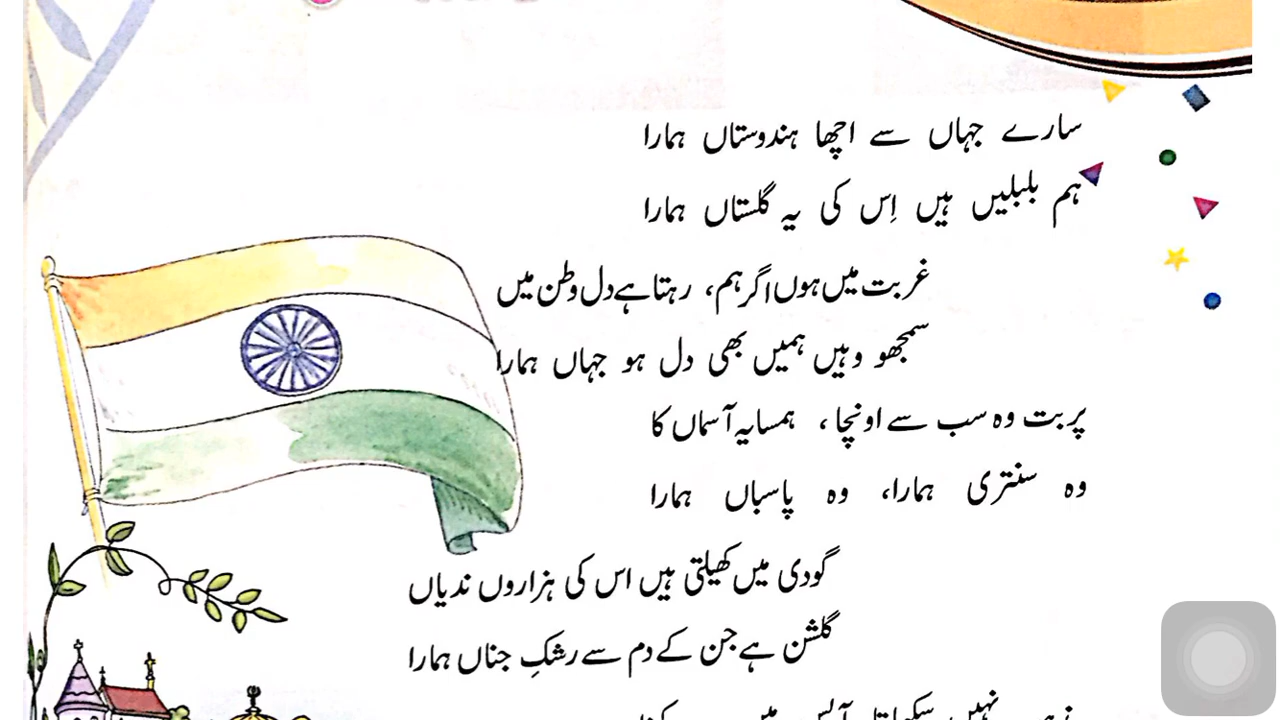 سارے جہاں سے اچھا ہندوستاں ہمارا
ہم بلبلیں ہیں اِس کی یہ گلستاں ہمارا
غربت میں ہوں اگر ہم، رہتا ہے دل وطن میں
سمجھو وہیں ہمیں بھی دل ہو جہاں ہمارا
پربت وہ سب سے اونچا، ہمسایہ آسماں کا
وہ سنتری ہمارا، وہ پاسباں ہمارا
گودی میں کھیلتی ہیں اس کی ہزاروں ندیاں
گلشن ہے جن کے دم سے رشکِ جناں ہمارا